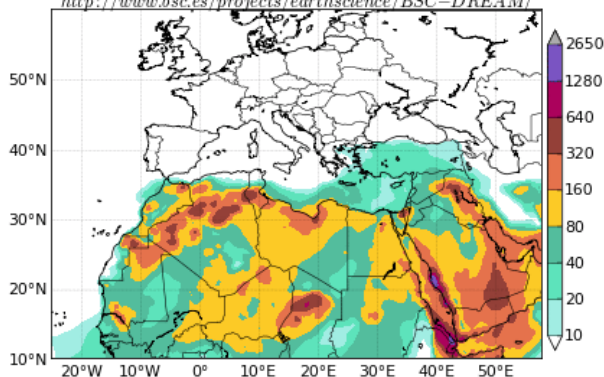 http://www.bsc.es/projects/earthscience/BSC−DREAM/
2650
1280
640
320
160
80
40
20
10
50°N
40°N
30°N
20°N
10°N
20°W 10°W 0° 10°E 20°E 30°E 40°E 50°E